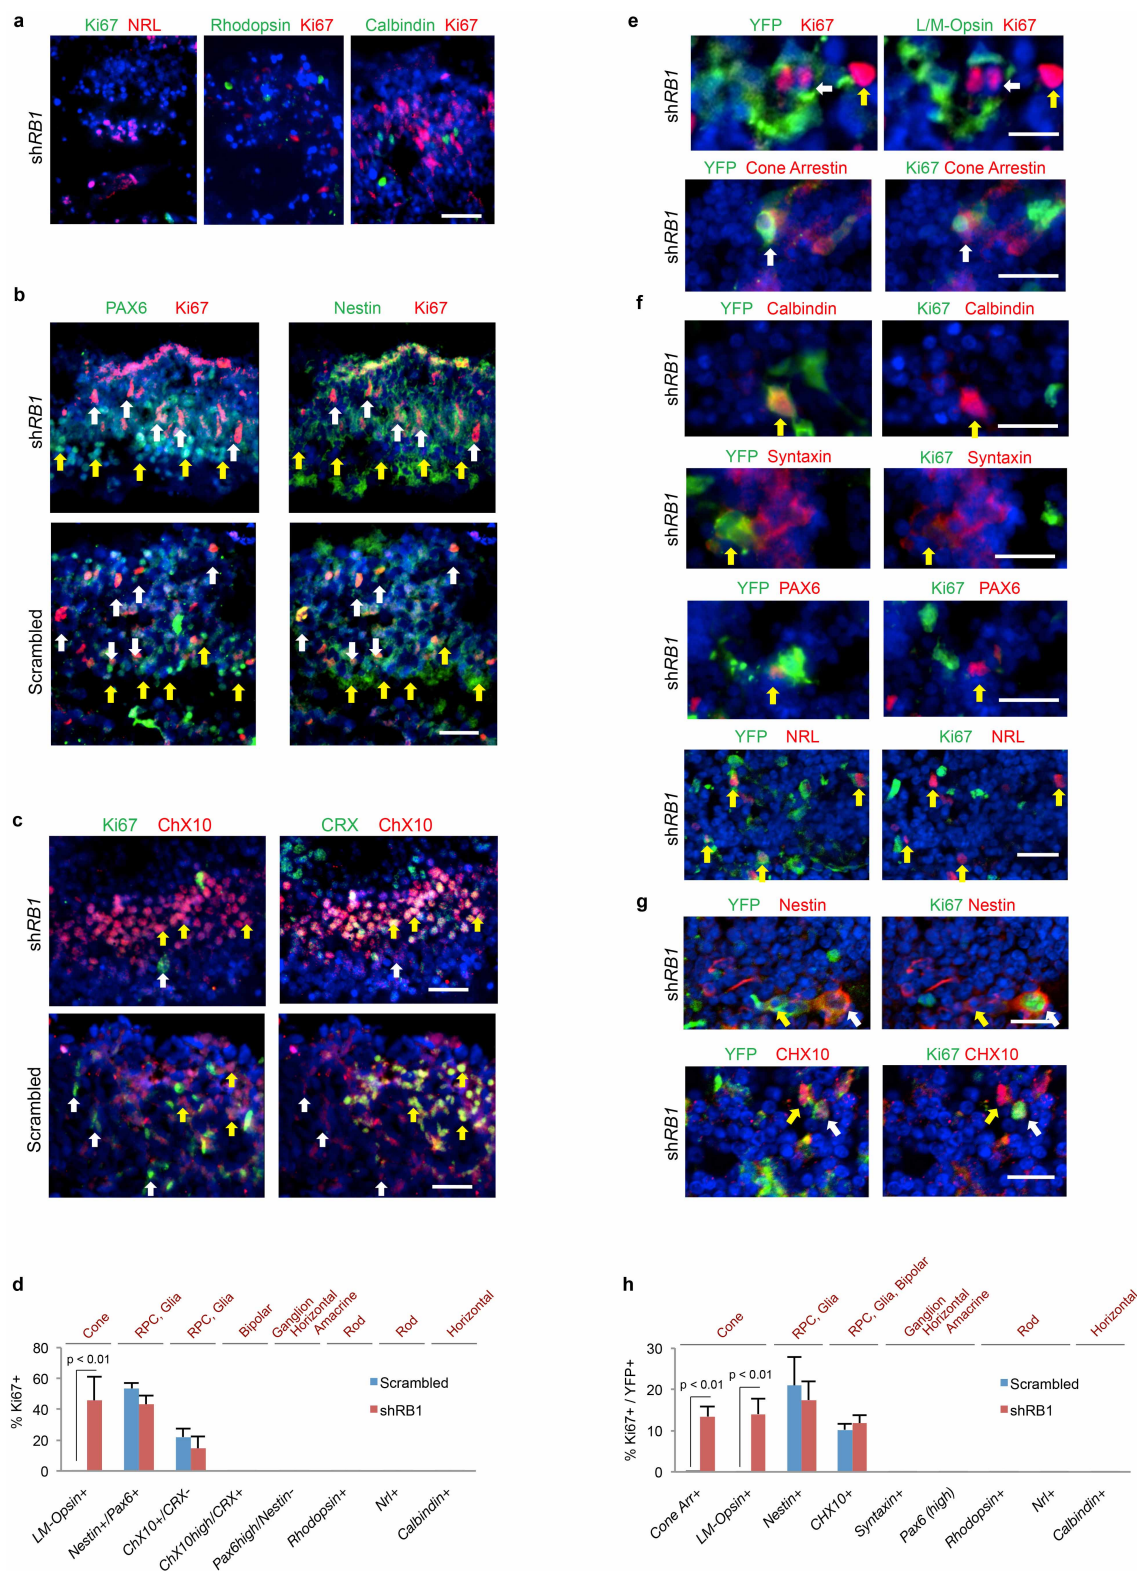 a
Ki67 NRL
Rhodopsin Ki67
Calbindin Ki67
shRB1
b
PAX6 Ki67
Nestin Ki67
shRB1
Scrambled
c
Ki67 ChX10
CRX ChX10
shRB1
Scrambled
d
Cone
RPC, Glia
RPC, Glia
Bipolar
Ganglion
Horizontal
Amacrine
Rod
Rod
Horizontal
% Ki67+
80
60
40
20
0
p < 0.01
Scrambled
shRB1
LM-Opsin+
Nestin+/Pax6+
ChX10+/CRX-
ChX10high/CRX+
Pax6high/Nestin-
Rhodopsin+
Nrl+
Calbindin+
e
YFP Ki67
L/M-Opsin Ki67
shRB1
YFP Cone Arrestin
Ki67 Cone Arrestin
shRB1
f
YFP Calbindin
Ki67 Calbindin
shRB1
YFP Syntaxin
Ki67 Syntaxin
shRB1
YFP PAX6
Ki67 PAX6
shRB1
YFP NRL
Ki67 NRL
shRB1
g
YFP Nestin
Ki67 Nestin
shRB1
YFP CHX10
Ki67 CHX10
shRB1
h
Cone
RPC, Glia
RPC, Glia, Bipolar
Ganglion
Horizontal
Amacrine
Rod
Horizontal
% Ki67+ / YFP+
30
20
10
0
p < 0.01
p < 0.01
Scrambled
shRB1
Cone Arr+
LM-Opsin+
Nestin+
CHX10+
Syntaxin+
Pax6 (high)
Rhodopsin+
Nrl+
Calbindin+